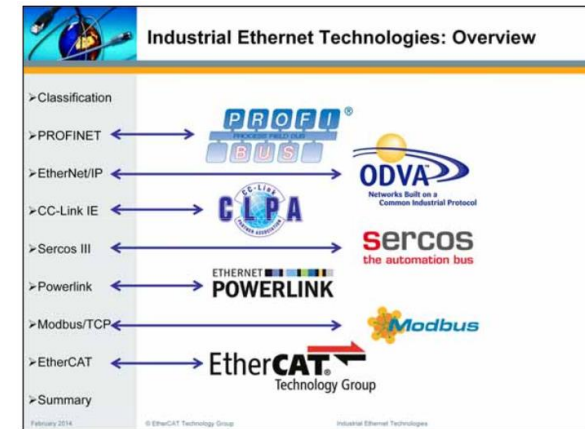 Industrial Ethernet Technologies: Overview
➢Classification
➢PROFINET
PROFI®
PROCESS FIELD BUS
BUS
➢EtherNet/IP
ODVA
Networks Built on a
Common Industrial Protocol
➢CC-Link IE
CC-Link
CLPA
PARTNER ASSOCIATION
➢Sercos III
sercos
the automation bus
➢Powerlink
ETHERNET
POWERLINK
➢Modbus/TCP
Modbus
➢EtherCAT
EtherCAT®
Technology Group
➢Summary
February 2014
© EtherCAT Technology Group
Industrial Ethernet Technologies